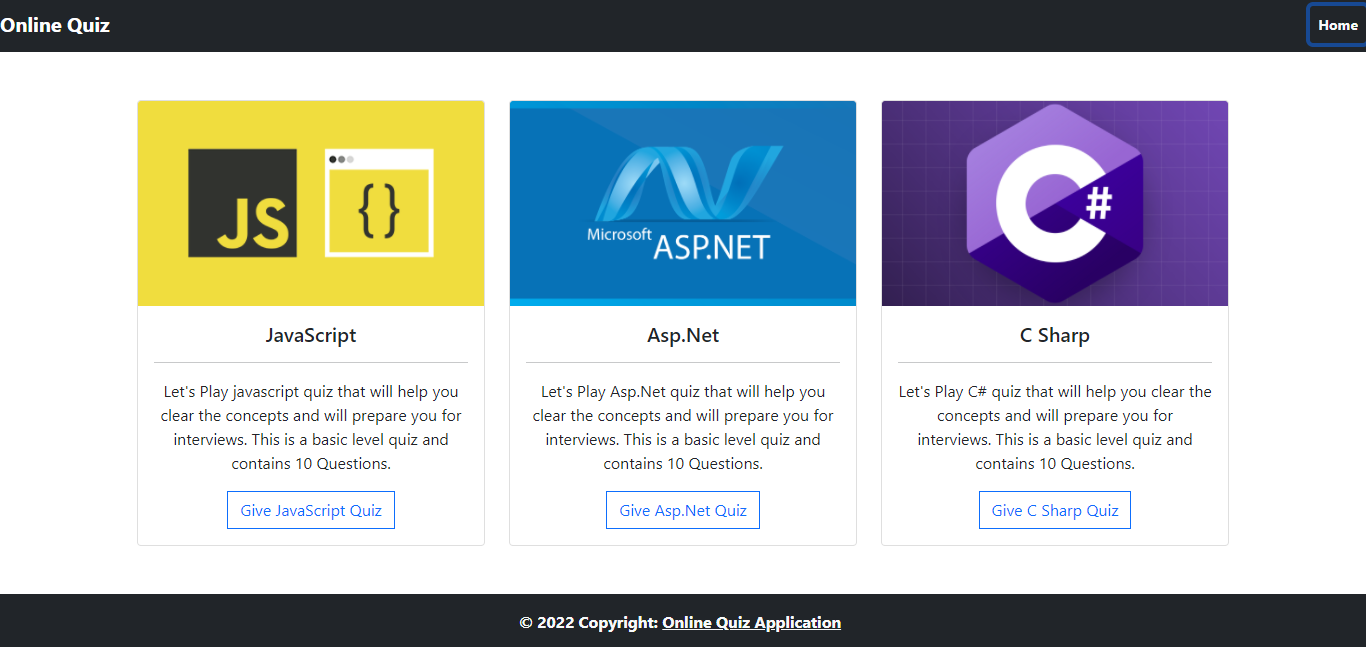 Online Quiz
Home
JS
{}
JavaScript
Let's Play javascript quiz that will help you
clear the concepts and will prepare you for
interviews. This is a basic level quiz and
contains 10 Questions.
Give JavaScript Quiz
Microsoft
ASP.NET
Asp.Net
Let's Play Asp.Net quiz that will help you
clear the concepts and will prepare you for
interviews. This is a basic level quiz and
contains 10 Questions.
Give Asp.Net Quiz
C#
C Sharp
Let's Play C# quiz that will help you clear the
concepts and will prepare you for
interviews. This is a basic level quiz and
contains 10 Questions.
Give C Sharp Quiz
© 2022 Copyright: Online Quiz Application